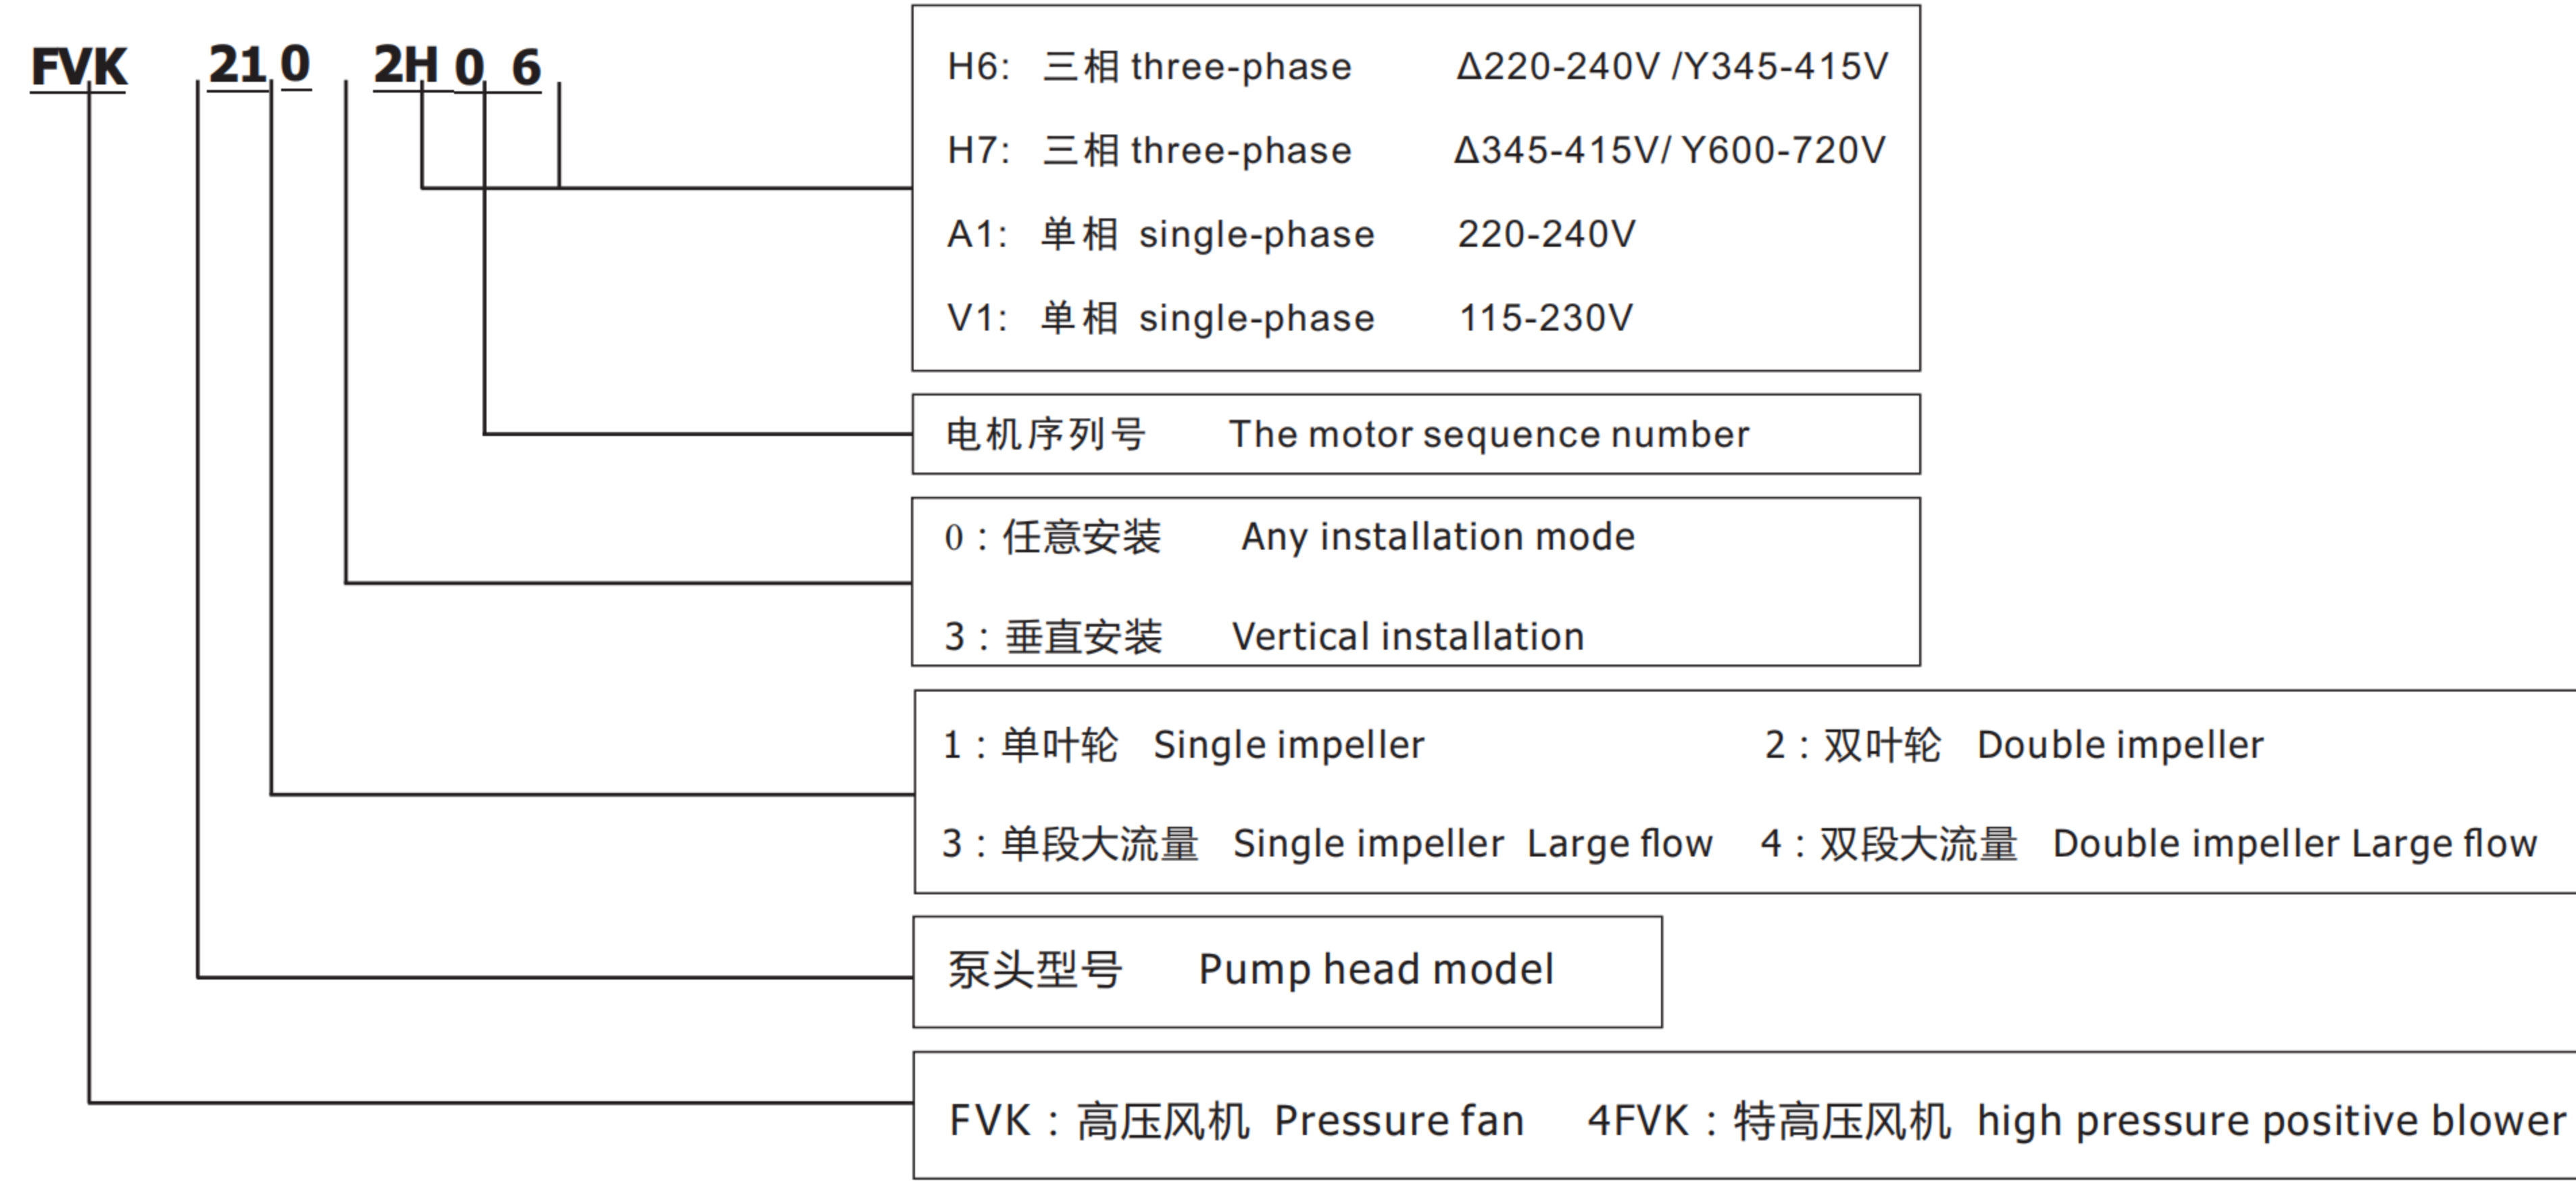 FVK 210 2H0 6
H6: 三相 three-phase Δ220-240V /Y345-415V
H7: 三相 three-phase Δ345-415V/ Y600-720V
A1: 单相 single-phase 220-240V
V1: 单相 single-phase 115-230V
电机序列号 The motor sequence number
0：任意安装 Any installation mode
3：垂直安装 Vertical installation
1：单叶轮 Single impeller 2：双叶轮 Double impeller
3：单段大流量 Single impeller Large flow 4：双段大流量 Double impeller Large flow
泵头型号 Pump head model
FVK：高压风机 Pressure fan 4FVK：特高压风机 high pressure positive blower